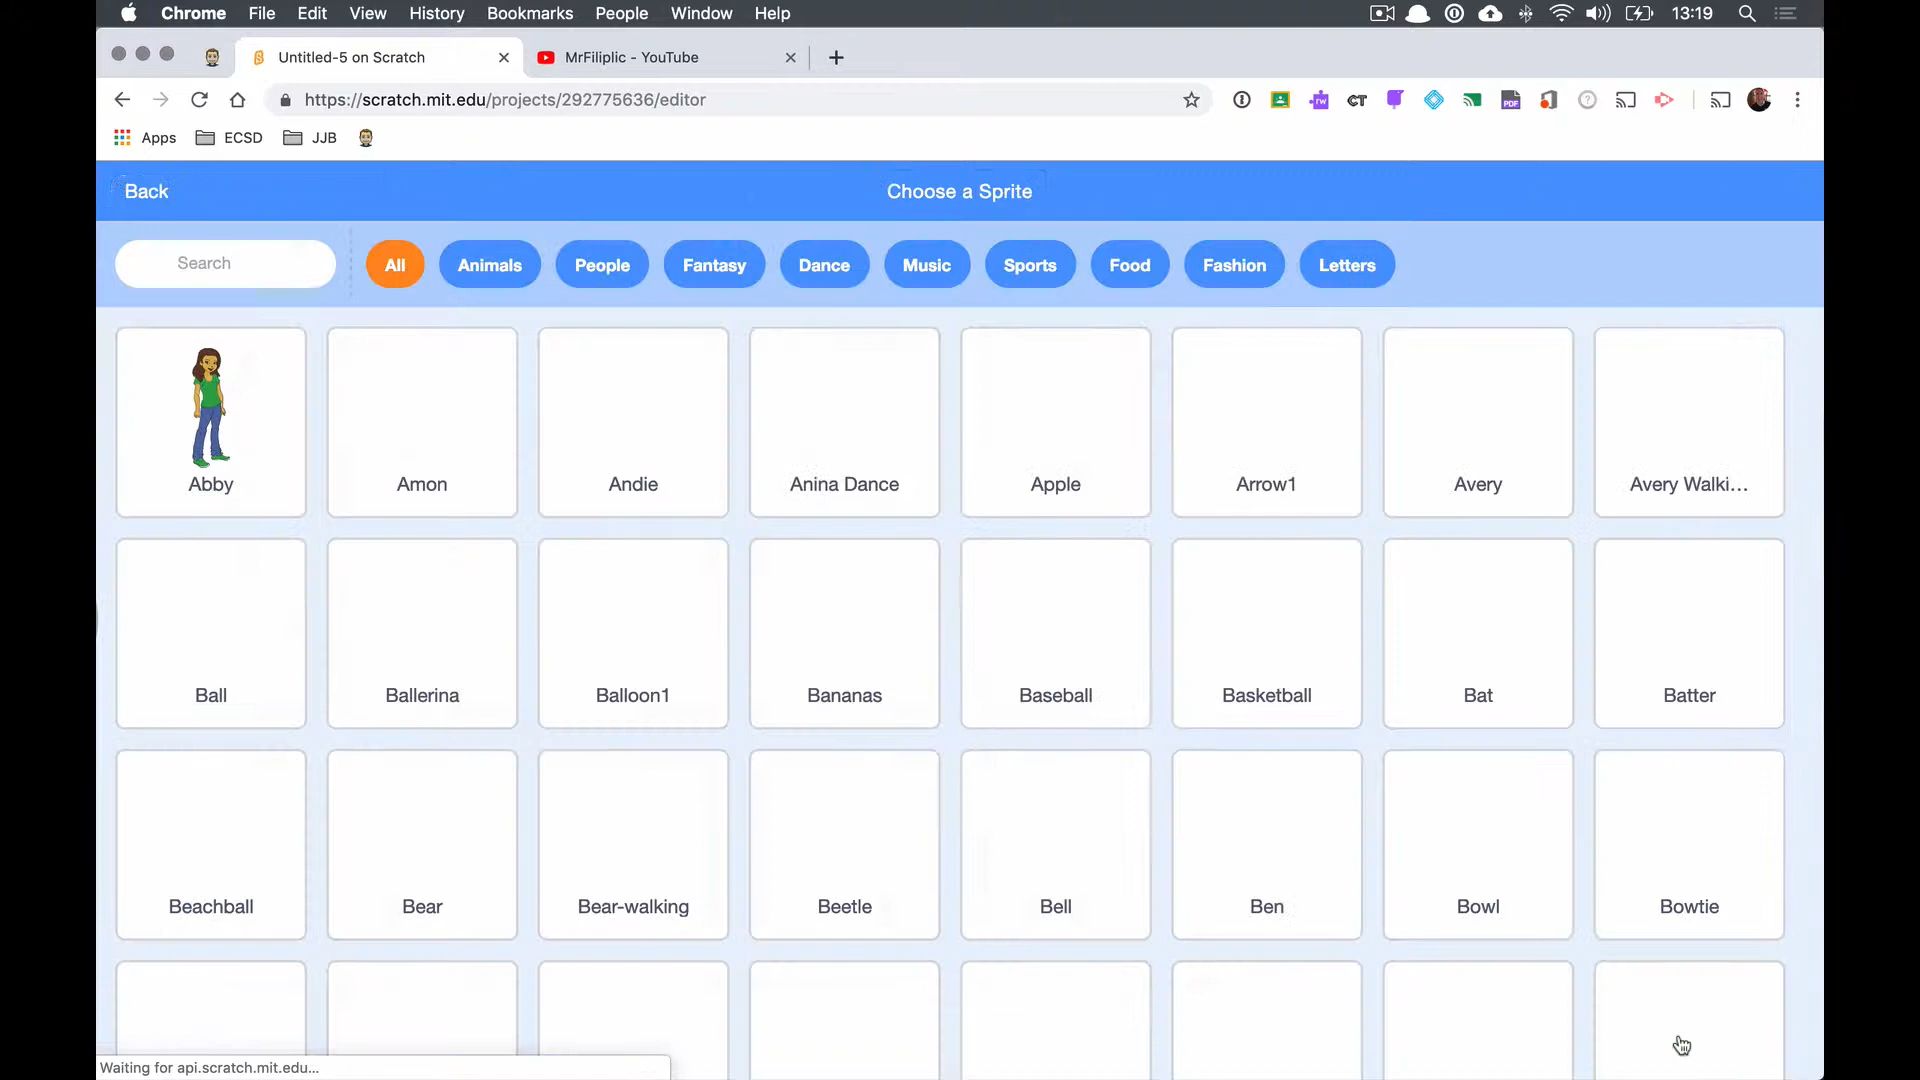 Chrome File Edit View History Bookmarks People Window Help 13:19
Untitled-5 on Scratch MrFiliplic - YouTube
https://scratch.mit.edu/projects/292775636/editor rw CT PDF
Apps ECSD JJB
Back Choose a Sprite
Search All Animals People Fantasy Dance Music Sports Food Fashion Letters
Abby Amon Andie Anina Dance Apple Arrow1 Avery Avery Walki...
Ball Ballerina Balloon1 Bananas Baseball Basketball Bat Batter
Beachball Bear Bear-walking Beetle Bell Ben Bowl Bowtie
Waiting for api.scratch.mit.edu...